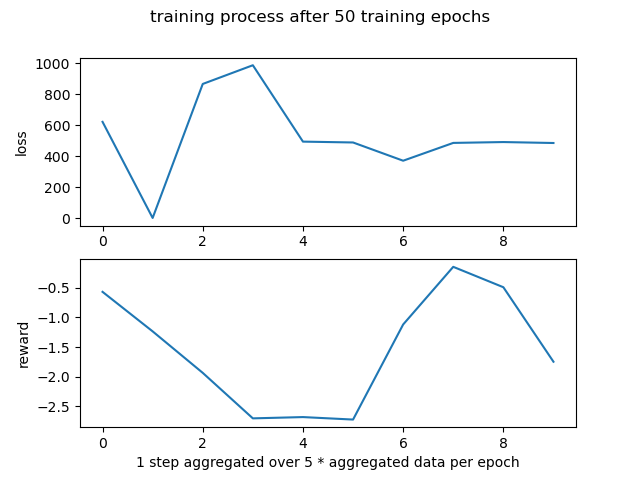 training process after 50 training epochs
1000
800
600
400
200
0
loss
0 2 4 6 8
−0.5
−1.0
−1.5
−2.0
−2.5
reward
0 2 4 6 8
1 step aggregated over 5 * aggregated data per epoch